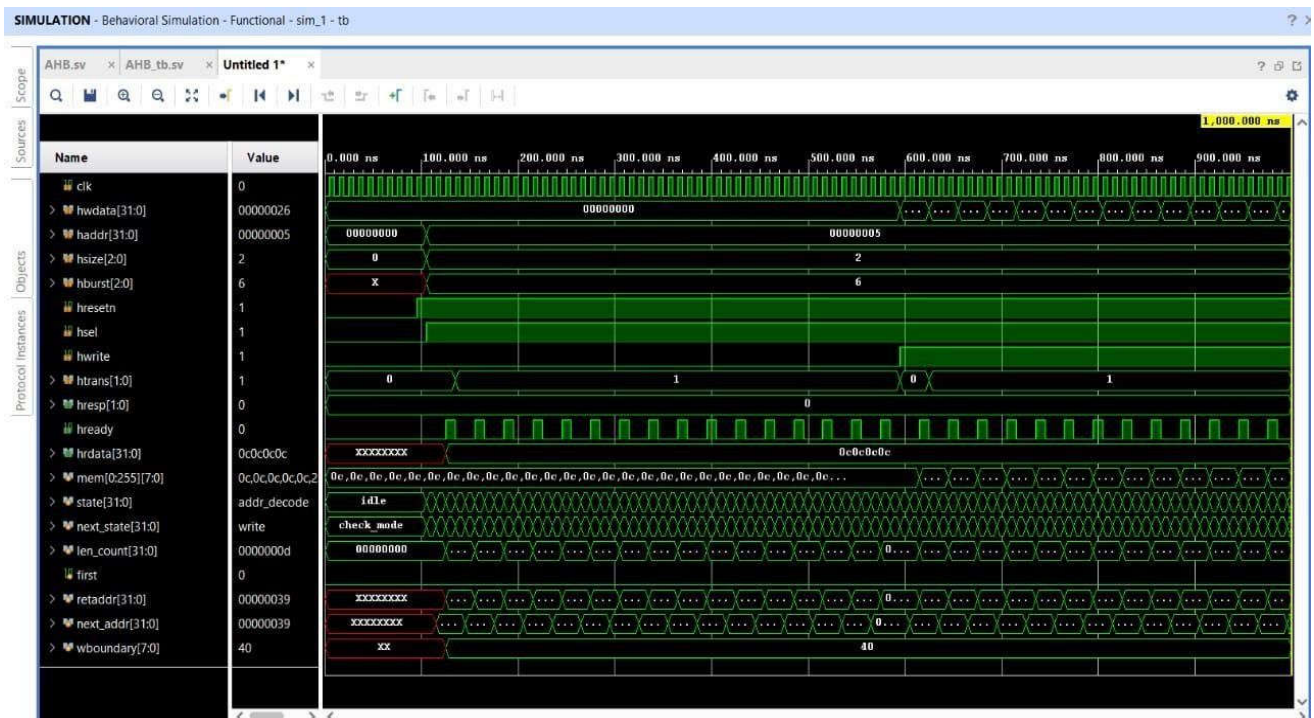 SIMULATION - Behavioral Simulation - Functional - sim_1 - tb
AHB.sv × AHB_tb.sv × Untitled 1* ×
Scope
Sources
Objects
Protocol Instances
1,000.000 ns
Name Value 0.000 ns 100.000 ns 200.000 ns 300.000 ns 400.000 ns 500.000 ns 600.000 ns 700.000 ns 800.000 ns 900.000 ns
clk 0
hwdata[31:0] 00000026 00000000 ... ... ... ... ... ... ... ... ... ... ... ... ...
haddr[31:0] 00000005 00000000 00000005
hsize[2:0] 2 0 2
hburst[2:0] 6 X 6
hresetn 1
hsel 1
hwrite 1
htrans[1:0] 1 0 1 0 1
hresp[1:0] 0 0
hready 0
hrdata[31:0] 0c0c0c0c XXXXXXXX 0c0c0c0c
mem[0:255][7:0] 0c,0c,0c,0c,0c,2 0c,0c,0c,0c,0c,0c,0c,0c,0c,0c,0c,0c,0c,0c,0c,0c,0c,0c,0c,0c,0c,0c,0c... ... ... ... ... ... ... ... ... ... ... ... ...
state[31:0] addr_decode idle
next_state[31:0] write check_mode
len_count[31:0] 0000000d 00000000 ... ... ... ... ... ... ... ... ... ... ... ... ... ... ... 0... ... ... ... ... ... ... ... ... ... ... ... ... ...
first 0
retaddr[31:0] 00000039 XXXXXXXX ... ... ... ... ... ... ... ... ... ... ... ... ... ... ... 0... ... ... ... ... ... ... ... ... ... ... ... ... ...
next_addr[31:0] 00000039 XXXXXXXX ... ... ... ... ... ... ... ... ... ... ... ... ... ... ... 0... ... ... ... ... ... ... ... ... ... ... ... ... ...
wboundary[7:0] 40 XX 40